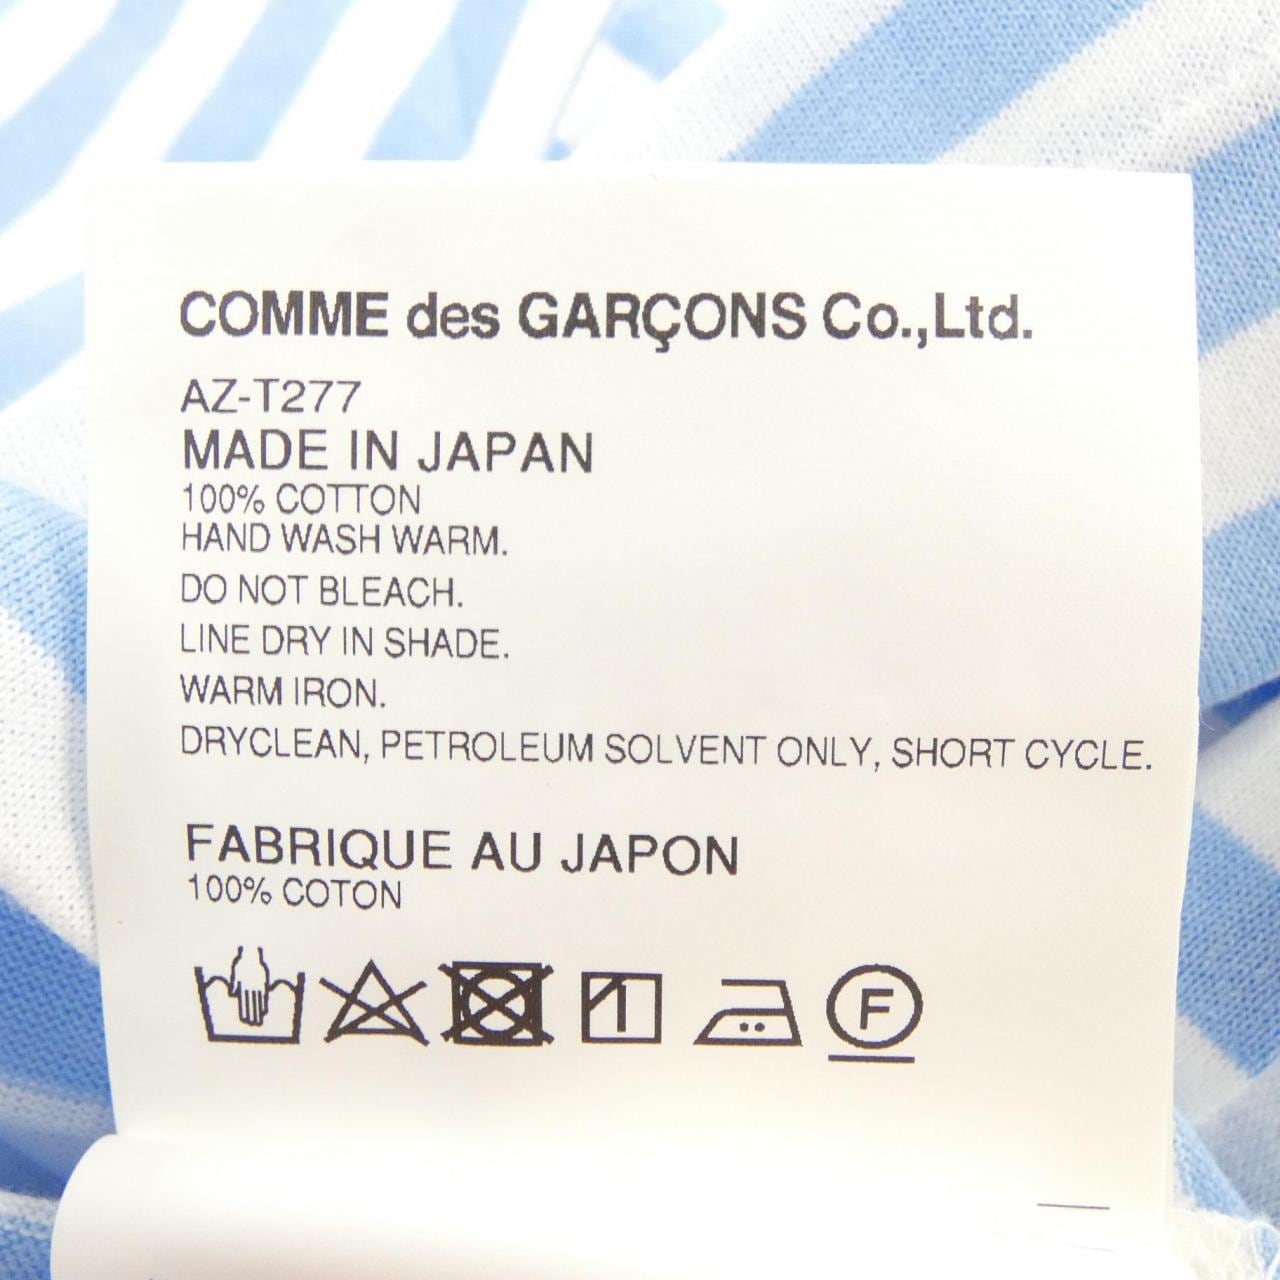 COMME des GARÇONS Co.,Ltd.
AZ-T277
MADE IN JAPAN
100% COTTON
HAND WASH WARM.
DO NOT BLEACH.
LINE DRY IN SHADE.
WARM IRON.
DRYCLEAN, PETROLEUM SOLVENT ONLY, SHORT CYCLE.
FABRIQUE AU JAPON
100% COTON
F